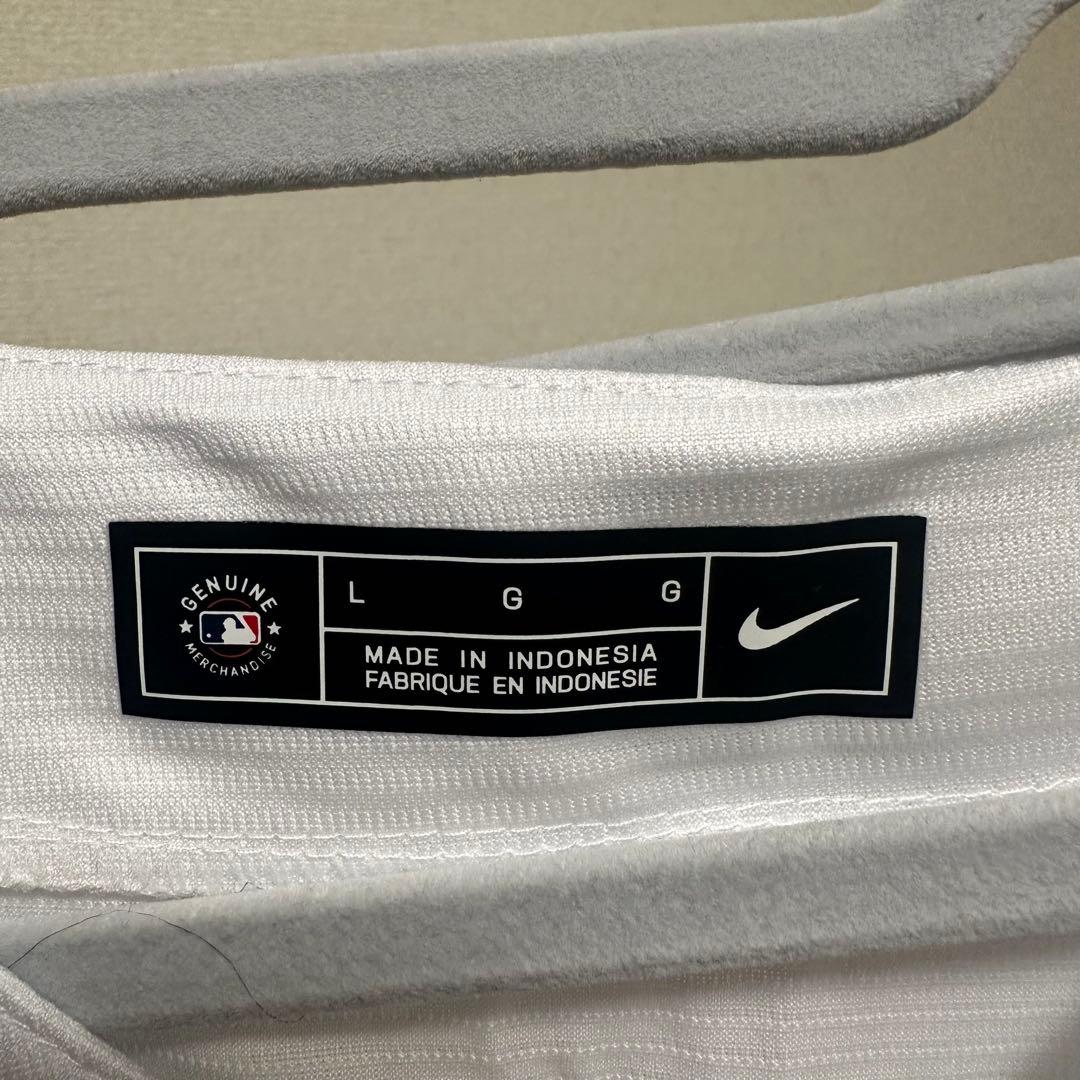 GENUINE
MERCHANDISE
L G G
MADE IN INDONESIA
FABRIQUE EN INDONESIE